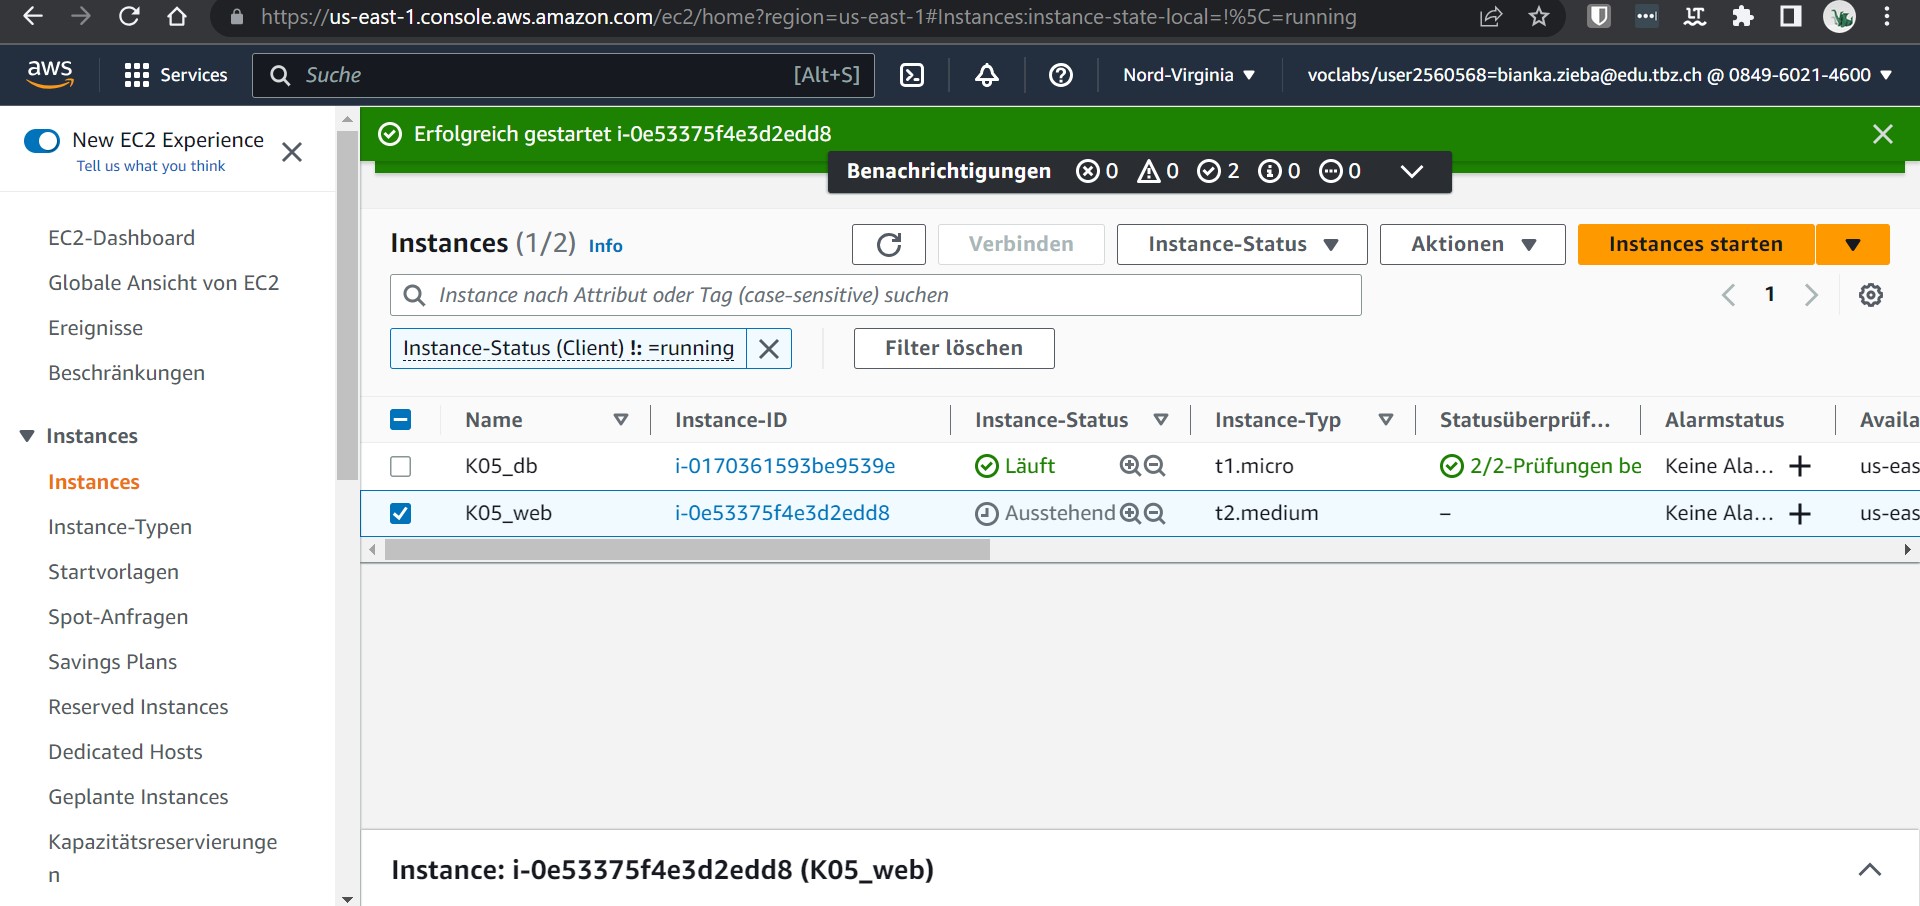 https://us-east-1.console.aws.amazon.com/ec2/home?region=us-east-1#Instances:instance-state-local=!%5C=running
aws Services Suche [Alt+S] Nord-Virginia voclabs/user2560568=bianka.zieba@edu.tbz.ch @ 0849-6021-4600
New EC2 Experience
Tell us what you think
EC2-Dashboard
Globale Ansicht von EC2
Ereignisse
Beschränkungen
Instances
Instances
Instance-Typen
Startvorlagen
Spot-Anfragen
Savings Plans
Reserved Instances
Dedicated Hosts
Geplante Instances
Kapazitätsreservierunge
n
Erfolgreich gestartet i-0e53375f4e3d2edd8
Benachrichtigungen 0 0 2 0 0
Instances (1/2) Info Verbinden Instance-Status Aktionen Instances starten
Instance nach Attribut oder Tag (case-sensitive) suchen 1
Instance-Status (Client) !: =running Filter löschen
Name Instance-ID Instance-Status Instance-Typ Statusüberprüf... Alarmstatus Availa
K05_db i-0170361593be9539e Läuft t1.micro 2/2-Prüfungen be Keine Ala... + us-eas
K05_web i-0e53375f4e3d2edd8 Ausstehend t2.medium – Keine Ala... + us-eas
Instance: i-0e53375f4e3d2edd8 (K05_web)